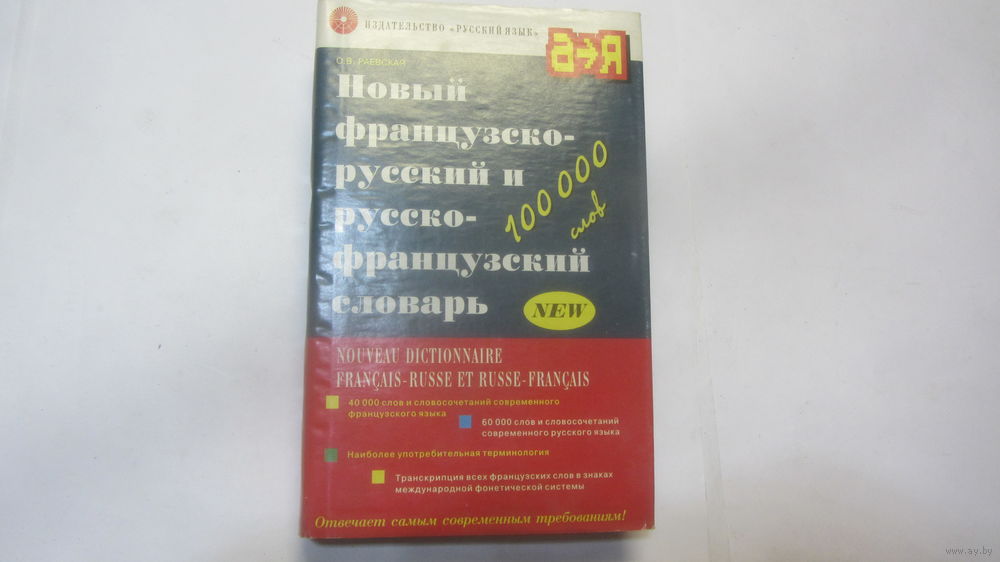 ИЗДАТЕЛЬСТВО «РУССКИЙ ЯЗЫК»
а→Я
О.В. РАЕВСКАЯ
Новый
французско-
русский и
русско-
французский
словарь
100 000
слов
NEW
NOUVEAU DICTIONNAIRE
FRANÇAIS-RUSSE ET RUSSE-FRANÇAIS
40 000 слов и словосочетаний современного
французского языка
60 000 слов и словосочетаний
современного русского языка
Наиболее употребительная терминология
Транскрипция всех французских слов в знаках
международной фонетической системы
Отвечает самым современным требованиям!
www.ay.by